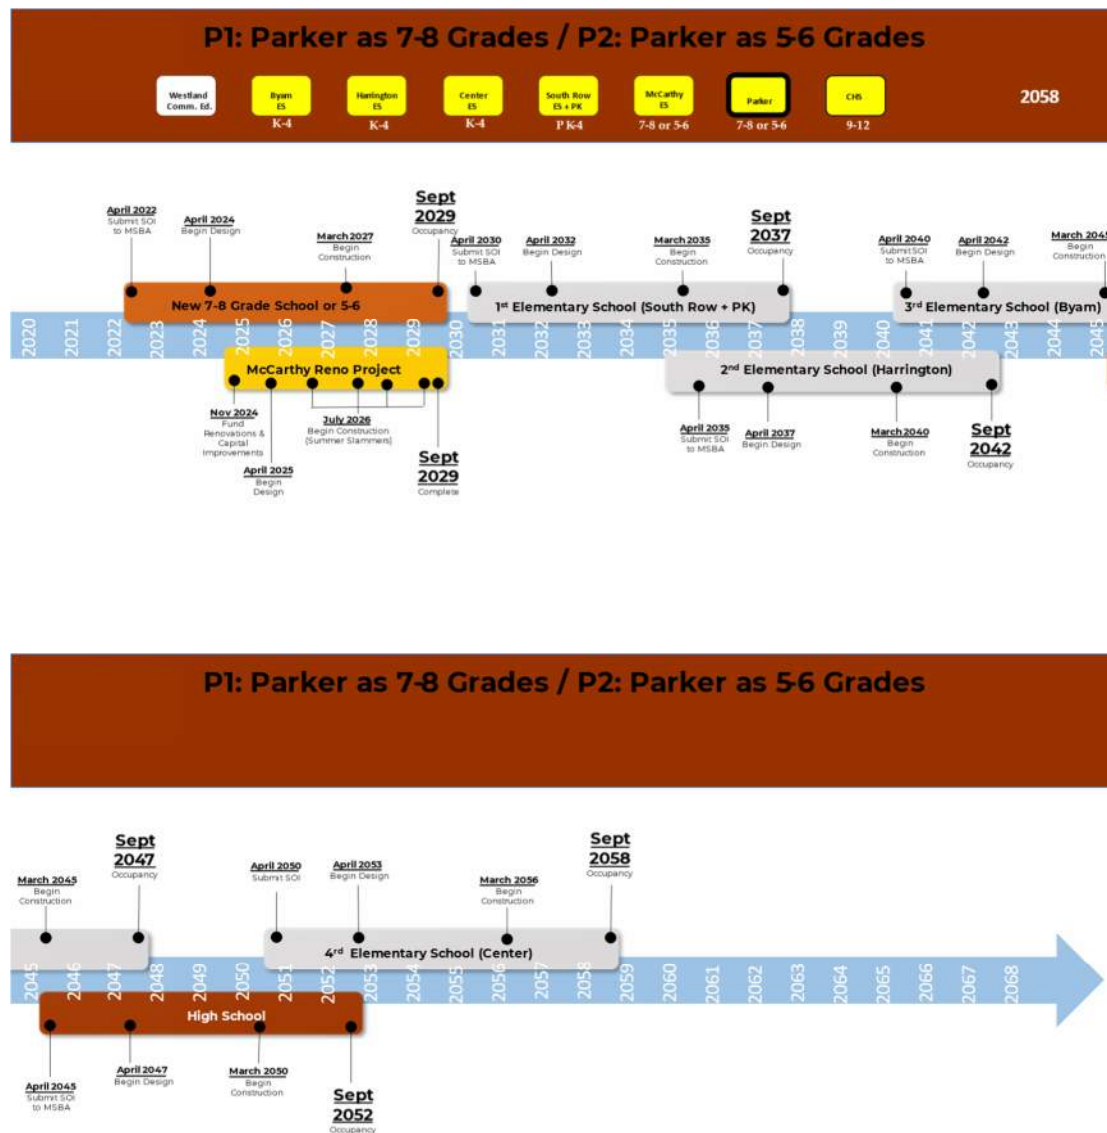 P1: Parker as 7-8 Grades / P2: Parker as 5-6 Grades
Westland
Comm. Ed.
Byam
ES
K-4
Harrington
ES
K-4
Center
ES
K-4
South Row
ES + PK
P K-4
McCarthy
ES
7-8 or 5-6
Parker
7-8 or 5-6
CHS
9-12
2058
April 2022
Submit SOI
to MSBA
April 2024
Begin Design
March 2027
Begin
Construction
Sept
2029
Occupancy
April 2030
Submit SOI
to MSBA
April 2032
Begin Design
March 2035
Begin
Construction
Sept
2037
Occupancy
April 2040
Submit SOI
to MSBA
April 2042
Begin Design
March 2045
Begin
Construction
New 7-8 Grade School or 5-6
1st Elementary School (South Row + PK)
3rd Elementary School (Byam)
2020 2021 2022 2023 2024 2025 2026 2027 2028 2029 2030 2031 2032 2033 2034 2035 2036 2037 2038 2039 2040 2041 2042 2043 2044 2045
McCarthy Reno Project
2nd Elementary School (Harrington)
Nov 2024
Fund
Renovations &
Capital
Improvements
April 2025
Begin
Design
July 2026
Begin Construction
(Summer Slammers)
Sept
2029
Complete
April 2035
Submit SOI
to MSBA
April 2037
Begin Design
March 2040
Begin
Construction
Sept
2042
Occupancy
P1: Parker as 7-8 Grades / P2: Parker as 5-6 Grades
March 2045
Begin
Construction
Sept
2047
Occupancy
April 2050
Submit SOI
April 2053
Begin Design
March 2056
Begin
Construction
Sept
2058
Occupancy
4rd Elementary School (Center)
2045 2046 2047 2048 2049 2050 2051 2052 2053 2054 2055 2056 2057 2058 2059 2060 2061 2062 2063 2064 2065 2066 2067 2068
High School
April 2045
Submit SOI
to MSBA
April 2047
Begin Design
March 2050
Begin
Construction
Sept
2052
Occupancy